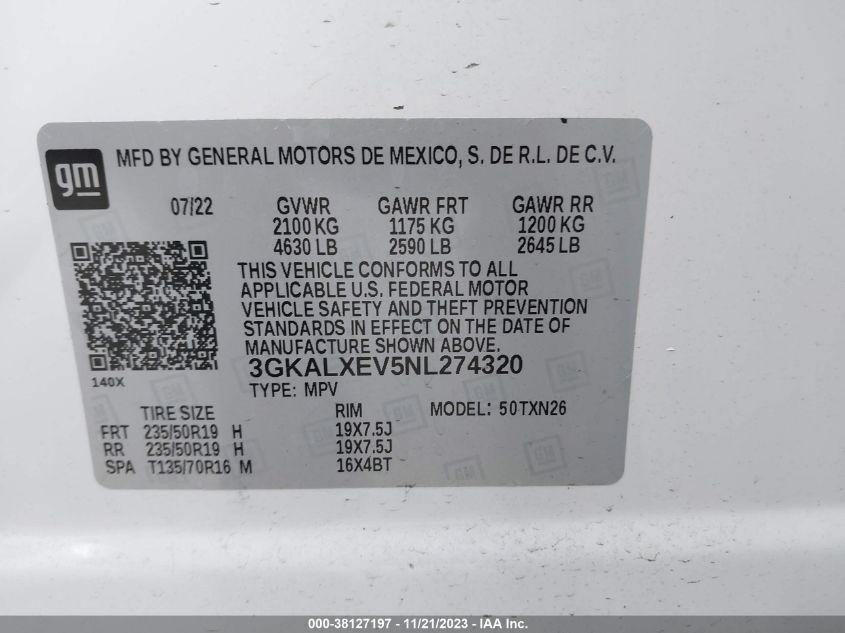 gm
MFD BY GENERAL MOTORS DE MEXICO, S. DE R.L. DE C.V.
07/22 GVWR GAWR FRT GAWR RR
2100 KG 1175 KG 1200 KG
4630 LB 2590 LB 2645 LB
THIS VEHICLE CONFORMS TO ALL
APPLICABLE U.S. FEDERAL MOTOR
VEHICLE SAFETY AND THEFT PREVENTION
STANDARDS IN EFFECT ON THE DATE OF
MANUFACTURE SHOWN ABOVE.
140X
3GKALXEV5NL274320
TYPE: MPV
TIRE SIZE RIM MODEL: 50TXN26
FRT 235/50R19 H 19X7.5J
RR 235/50R19 H 19X7.5J
SPA T135/70R16 M 16X4BT
000-38127197 - 11/21/2023 - IAA Inc.